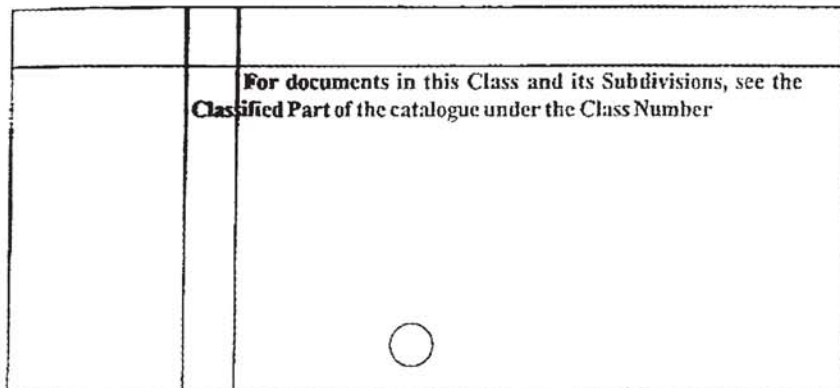 For documents in this Class and its Subdivisions, see the
Classified Part of the catalogue under the Class Number